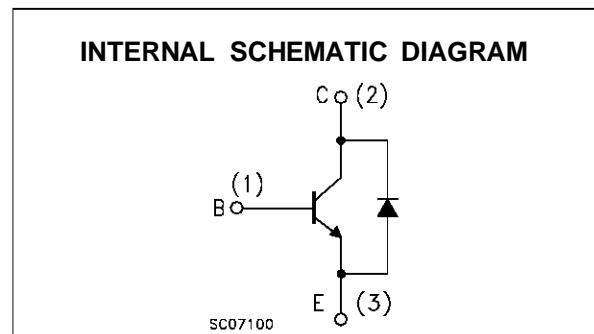 INTERNAL SCHEMATIC DIAGRAM
C (2)
(1)
B
E (3)
SC07100